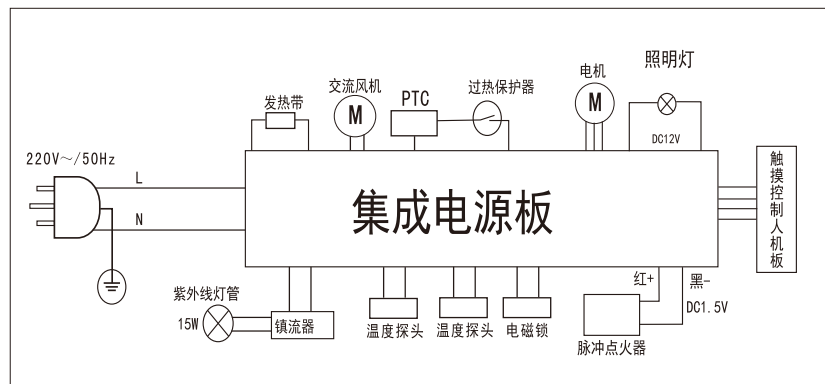 照明灯
电机
交流风机
过热保护器
PTC
发热带
M
M
DC12V
220V～/50Hz
L
N
集成电源板
触摸控制人机板
红+
黑-
DC1.5V
紫外线灯管
15W
镇流器
温度探头
温度探头
电磁锁
脉冲点火器